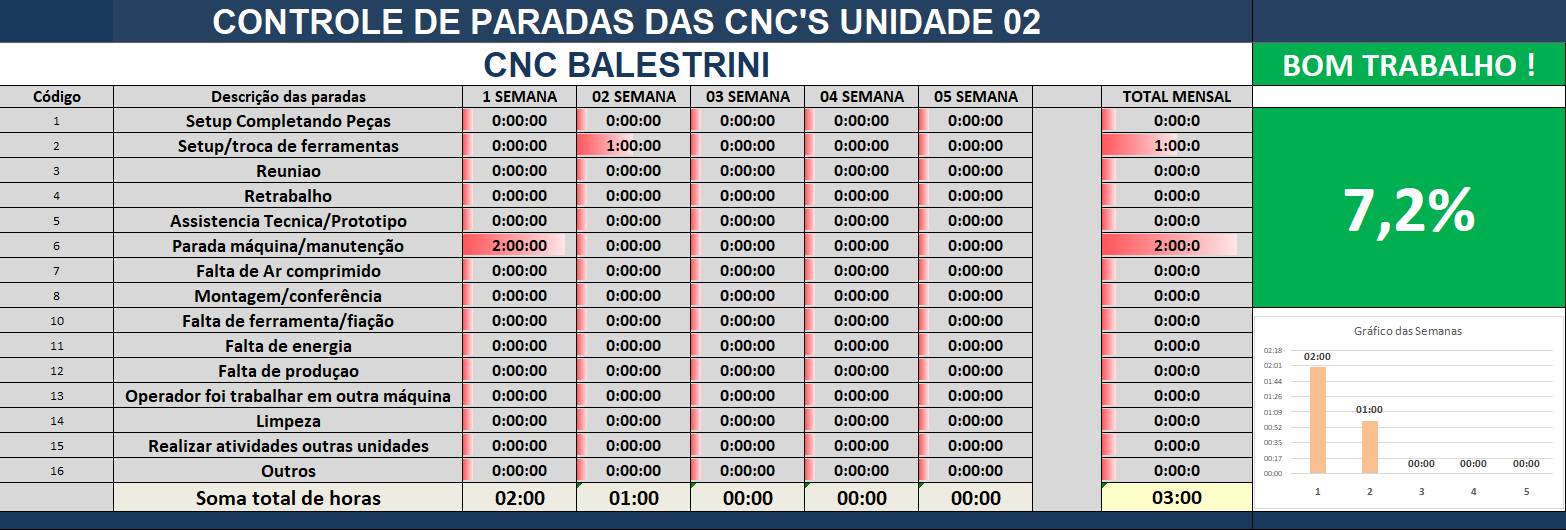 CONTROLE DE PARADAS DAS CNC'S UNIDADE 02
CNC BALESTRINI
BOM TRABALHO !
Código Descrição das paradas 1 SEMANA 02 SEMANA 03 SEMANA 04 SEMANA 05 SEMANA TOTAL MENSAL
1 Setup Completando Peças 0:00:00 0:00:00 0:00:00 0:00:00 0:00:00 0:00:0
2 Setup/troca de ferramentas 0:00:00 1:00:00 0:00:00 0:00:00 0:00:00 1:00:0
3 Reuniao 0:00:00 0:00:00 0:00:00 0:00:00 0:00:00 0:00:0
4 Retrabalho 0:00:00 0:00:00 0:00:00 0:00:00 0:00:00 0:00:0
5 Assistencia Tecnica/Prototipo 0:00:00 0:00:00 0:00:00 0:00:00 0:00:00 0:00:0
6 Parada máquina/manutenção 2:00:00 0:00:00 0:00:00 0:00:00 0:00:00 2:00:0
7 Falta de Ar comprimido 0:00:00 0:00:00 0:00:00 0:00:00 0:00:00 0:00:0
8 Montagem/conferência 0:00:00 0:00:00 0:00:00 0:00:00 0:00:00 0:00:0
10 Falta de ferramenta/fiação 0:00:00 0:00:00 0:00:00 0:00:00 0:00:00 0:00:0
11 Falta de energia 0:00:00 0:00:00 0:00:00 0:00:00 0:00:00 0:00:0
12 Falta de produçao 0:00:00 0:00:00 0:00:00 0:00:00 0:00:00 0:00:0
13 Operador foi trabalhar em outra máquina 0:00:00 0:00:00 0:00:00 0:00:00 0:00:00 0:00:0
14 Limpeza 0:00:00 0:00:00 0:00:00 0:00:00 0:00:00 0:00:0
15 Realizar atividades outras unidades 0:00:00 0:00:00 0:00:00 0:00:00 0:00:00 0:00:0
16 Outros 0:00:00 0:00:00 0:00:00 0:00:00 0:00:00 0:00:0
Soma total de horas 02:00 01:00 00:00 00:00 00:00 03:00
7,2%
Gráfico das Semanas
02:18
02:01
01:44
01:26
01:09
00:52
00:35
00:17
00:00
02:00 01:00 00:00 00:00 00:00
1 2 3 4 5